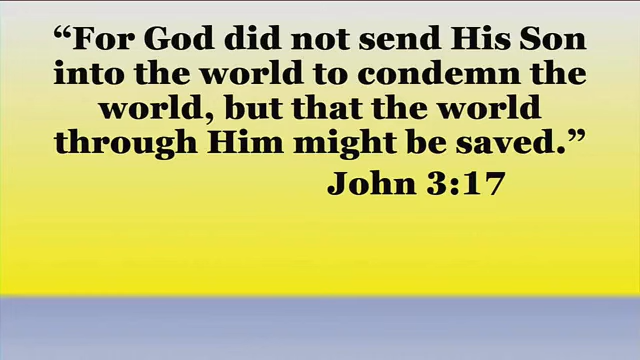 “For God did not send His Son
into the world to condemn the
world, but that the world
through Him might be saved.”
John 3:17